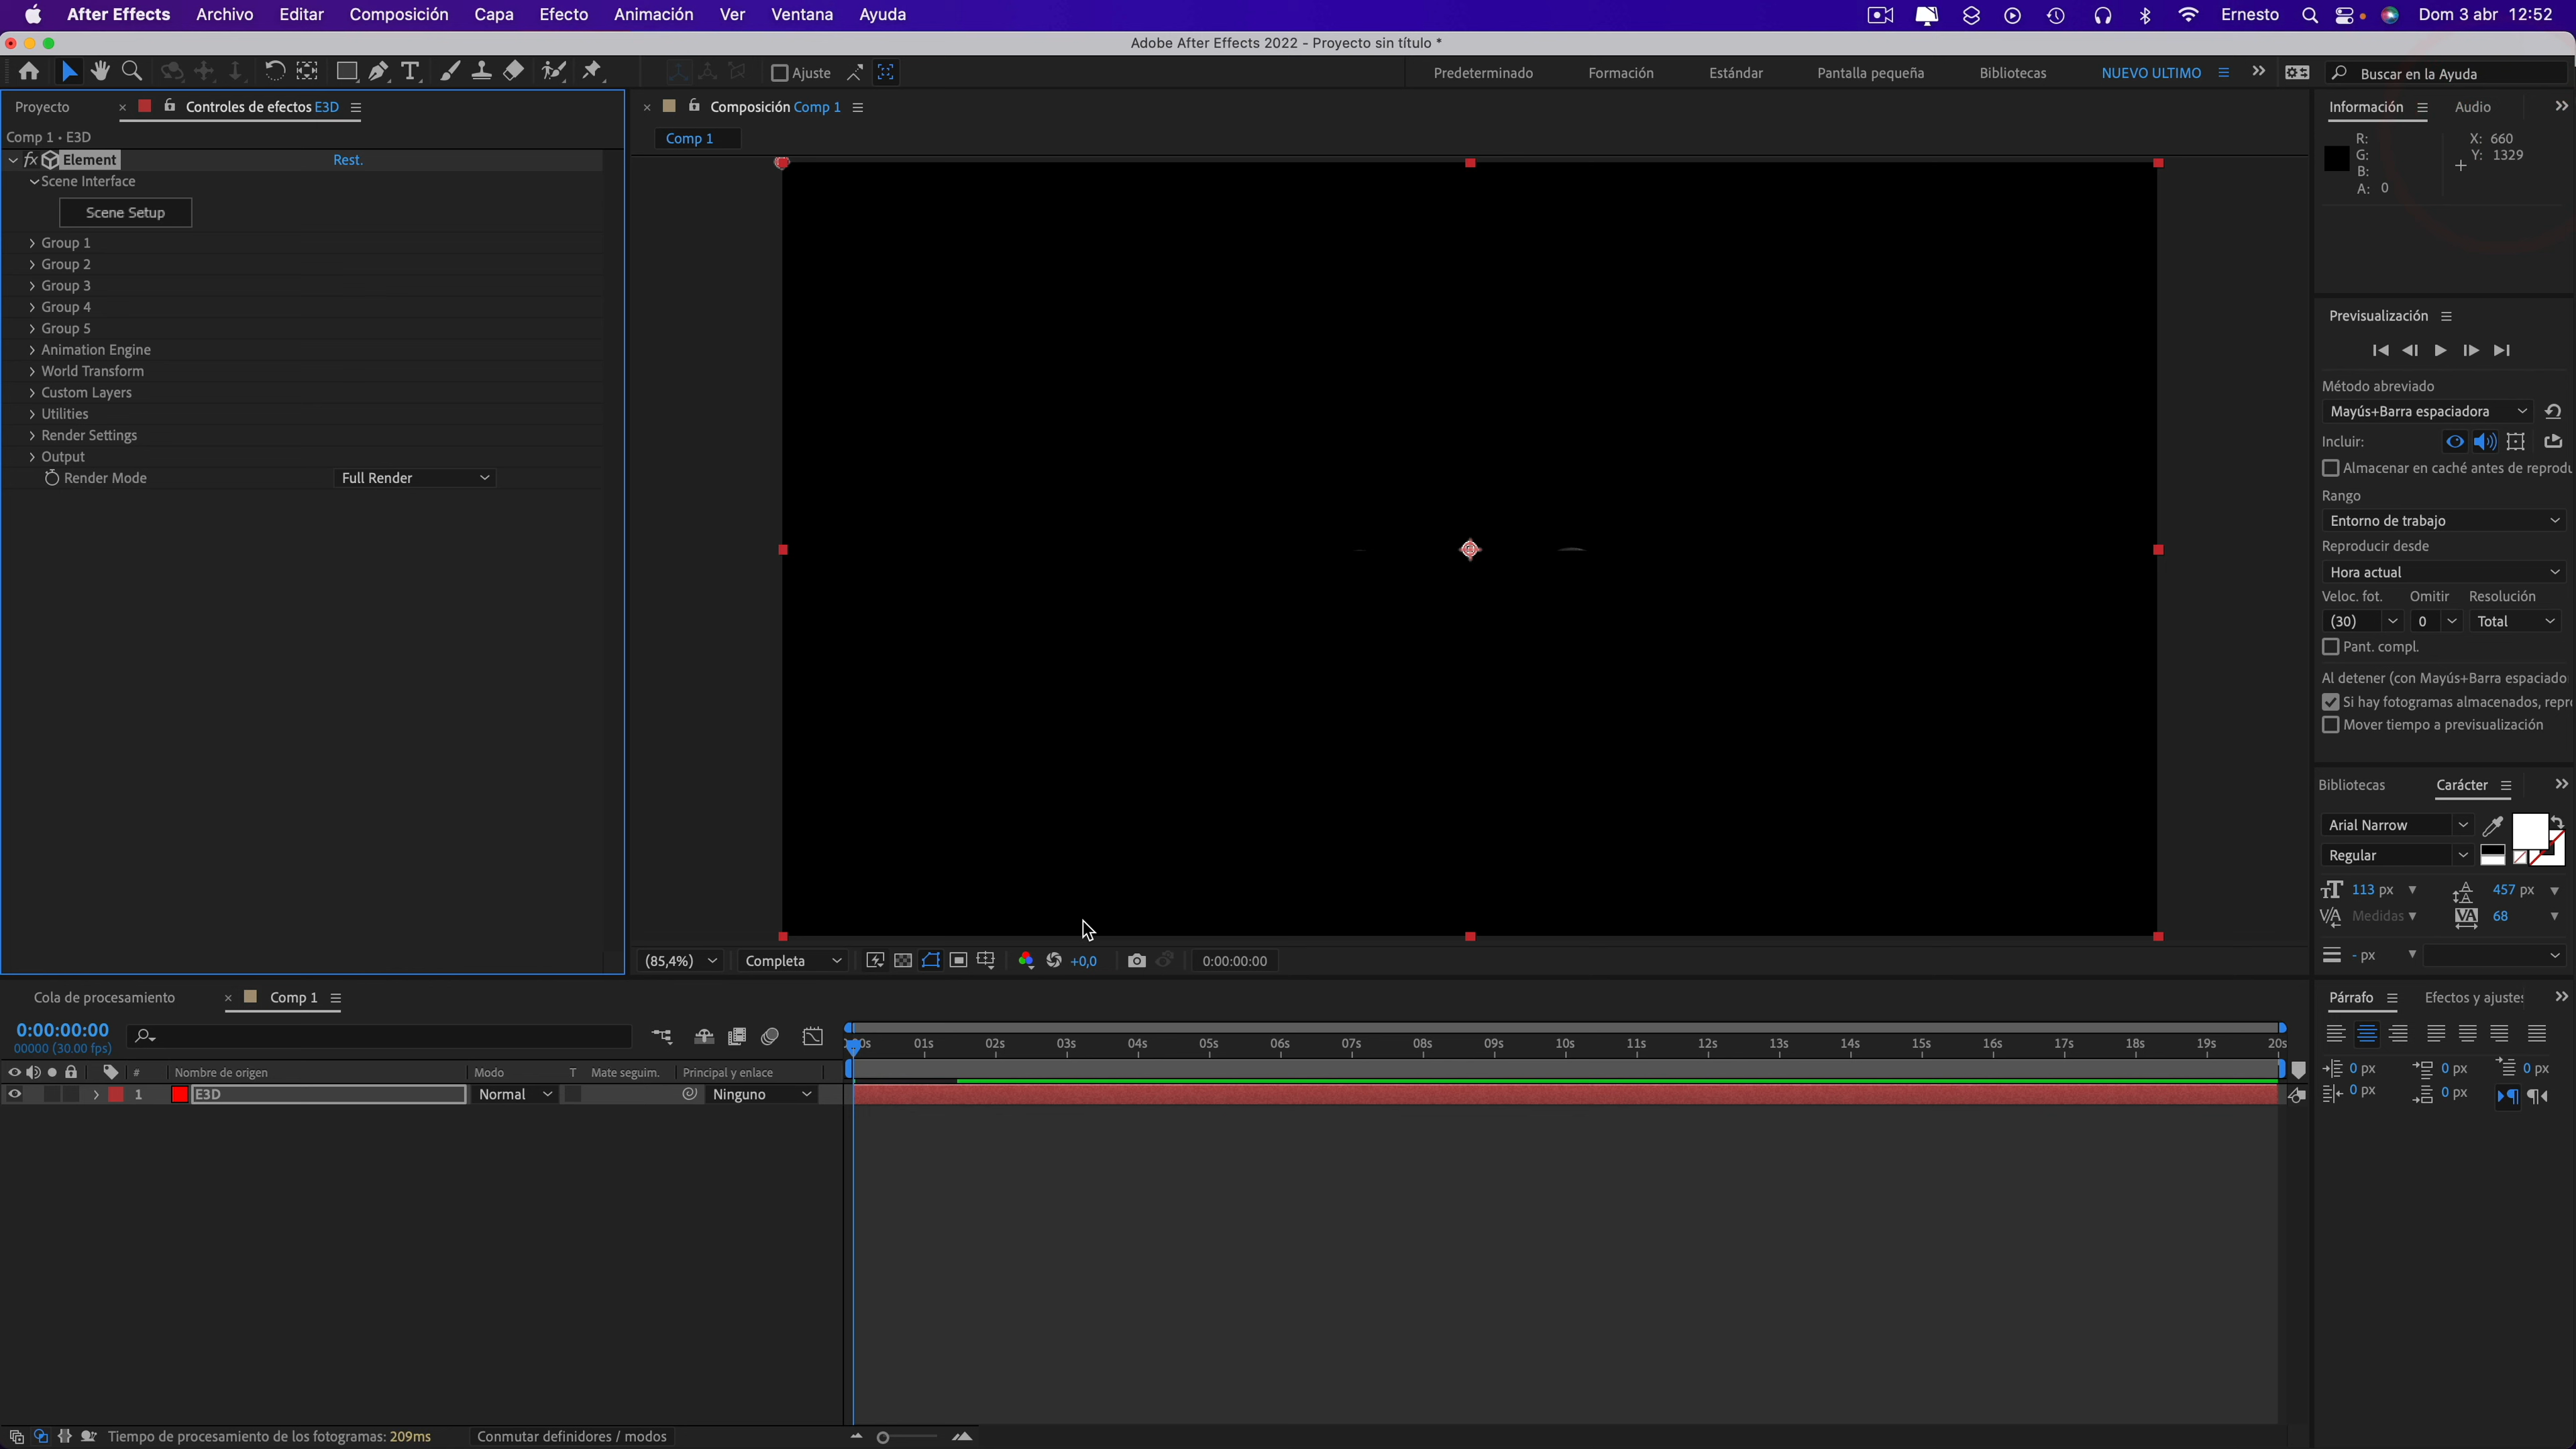 After Effects Archivo Editar Composición Capa Efecto Animación Ver Ventana Ayuda Ernesto Dom 3 abr 12:52
Adobe After Effects 2022 - Proyecto sin título *
Ajuste Predeterminado Formación Estándar Pantalla pequeña Bibliotecas NUEVO ULTIMO Buscar en la Ayuda
Proyecto × Controles de efectos E3D
Comp 1 • E3D
fx Element Rest.
Scene Interface
Scene Setup
Group 1
Group 2
Group 3
Group 4
Group 5
Animation Engine
World Transform
Custom Layers
Utilities
Render Settings
Output
Render Mode Full Render
× Composición Comp 1
Comp 1
(85,4%) Completa +0,0 0:00:00:00
Información Audio
R: X: 660
G: Y: 1329
B:
A: 0
Previsualización
Método abreviado
Mayús+Barra espaciadora
Incluir:
Almacenar en caché antes de reprodu
Rango
Entorno de trabajo
Reproducir desde
Hora actual
Veloc. fot. Omitir Resolución
(30) 0 Total
Pant. compl.
Al detener (con Mayús+Barra espaciado
Si hay fotogramas almacenados, repr
Mover tiempo a previsualización
Bibliotecas Carácter
Arial Narrow
Regular
113 px 457 px
Medidas 68
- px
Párrafo Efectos y ajustes
0 px 0 px 0 px
0 px 0 px
Cola de procesamiento × Comp 1
0:00:00:00
00000 (30.00 fps)
0s 01s 02s 03s 04s 05s 06s 07s 08s 09s 10s 11s 12s 13s 14s 15s 16s 17s 18s 19s 20s
# Nombre de origen Modo T Mate seguim. Principal y enlace
1 E3D Normal Ninguno
Tiempo de procesamiento de los fotogramas: 209ms Conmutar definidores / modos